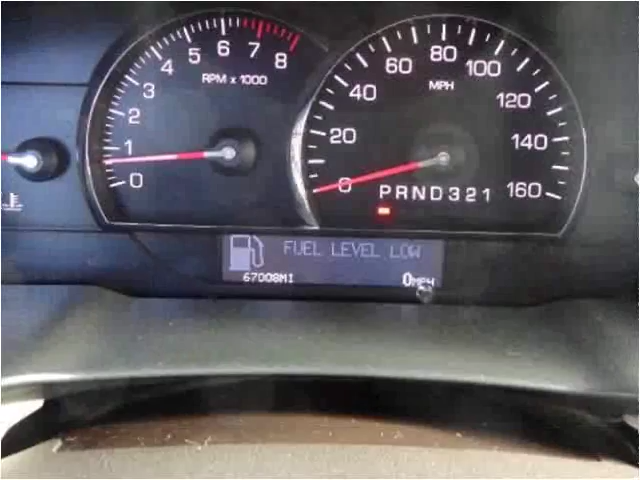 0 1 2 3 4 5 6 7 8
RPM x 1000
0 20 40 60 80 100 120 140 160
MPH
PRND321
FUEL LEVEL LOW
67008MI 0MPH